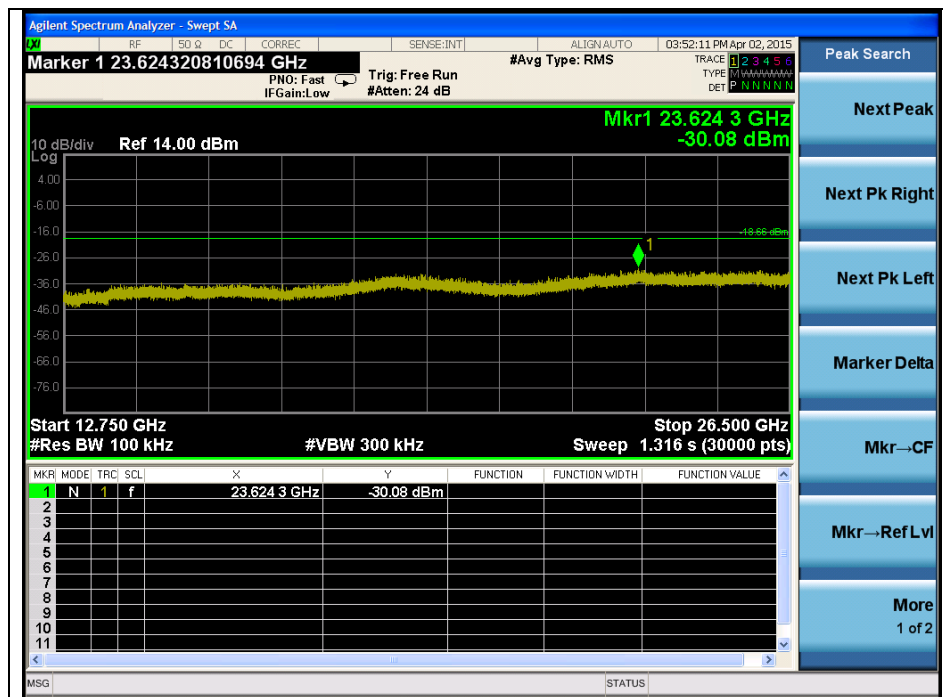 Agilent Spectrum Analyzer - Swept SA
LXI RF 50 Ω DC CORREC SENSE:INT ALIGN AUTO 03:52:11 PM Apr 02, 2015
Marker 1 23.624320810694 GHz
PNO: Fast
IFGain:Low
Trig: Free Run
#Atten: 24 dB
#Avg Type: RMS
TRACE 1 2 3 4 5 6
TYPE M W W W W W
DET P N N N N N
Mkr1 23.624 3 GHz
-30.08 dBm
10 dB/div Ref 14.00 dBm
Log
4.00
-6.00
-16.0
-18.66 dBm
1
-26.0
-36.0
-46.0
-56.0
-66.0
-76.0
Start 12.750 GHz Stop 26.500 GHz
#Res BW 100 kHz #VBW 300 kHz Sweep 1.316 s (30000 pts)
MKR MODE TRC SCL X Y FUNCTION FUNCTION WIDTH FUNCTION VALUE
1 N 1 f 23.624 3 GHz -30.08 dBm
2
3
4
5
6
7
8
9
10
11
MSG STATUS
Peak Search
Next Peak
Next Pk Right
Next Pk Left
Marker Delta
Mkr→CF
Mkr→Ref Lvl
More
1 of 2